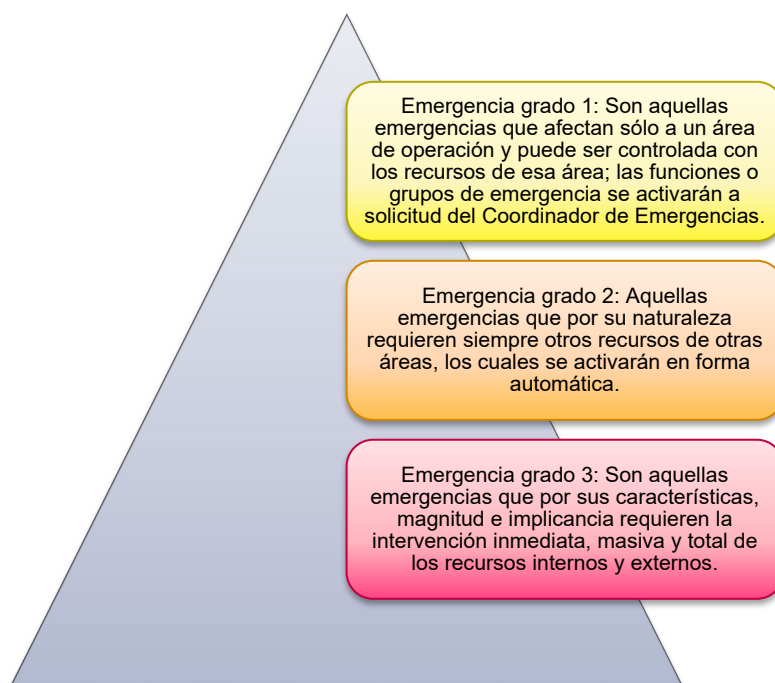 Emergencia grado 1: Son aquellas
emergencias que afectan sólo a un área
de operación y puede ser controlada con
los recursos de esa área; las funciones o
grupos de emergencia se activarán a
solicitud del Coordinador de Emergencias.
Emergencia grado 2: Aquellas
emergencias que por su naturaleza
requieren siempre otros recursos de otras
áreas, los cuales se activarán en forma
automática.
Emergencia grado 3: Son aquellas
emergencias que por sus características,
magnitud e implicancia requieren la
intervención inmediata, masiva y total de
los recursos internos y externos.